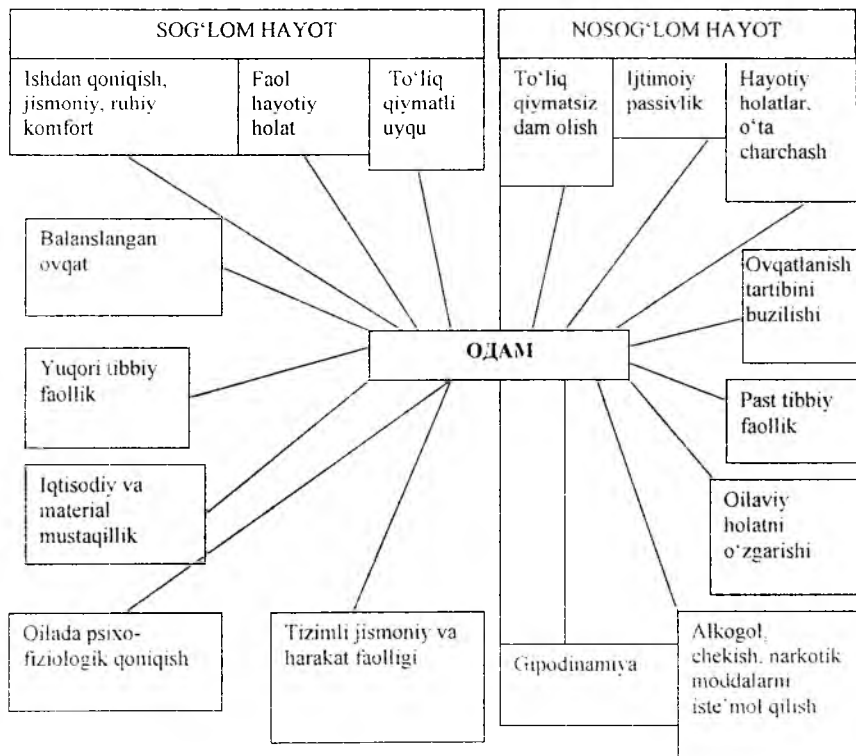 SOG‘LOM HAYOT
NOSOG‘LOM HAYOT
Ishdan qoniqish,
jismoniy, ruhiy
komfort
Faol
hayotiy
holat
To‘liq
qiymatli
uyqu
To‘liq
qiymatsiz
dam olish
Ijtimoiy
passivlik
Hayotiy
holatlar,
o‘ta
charchash
Balanslangan
ovqat
Ovqatlanish
tartibini
buzilishi
ОДАМ
Yuqori tibbiy
faollik
Past tibbiy
faollik
Iqtisodiy va
material
mustaqillik
Oilaviy
holatni
o‘zgarishi
Oilada psixo-
fiziologik qoniqish
Tizimli jismoniy va
harakat faolligi
Gipodinamiya
Alkogol,
chekish, narkotik
moddalarni
iste’mol qilish